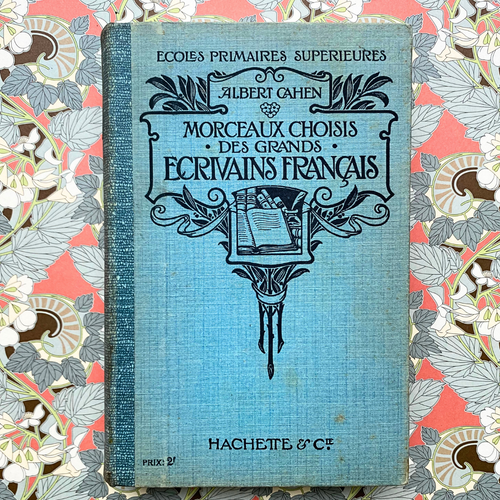 ECOLES PRIMAIRES SUPERIEURES
ALBERT CAHEN
MORCEAUX CHOISIS
· DES GRANDS ·
ECRIVAINS FRANÇAIS
HACHETTE & Cᴵᴱ.
PRIX: 2ᶠ